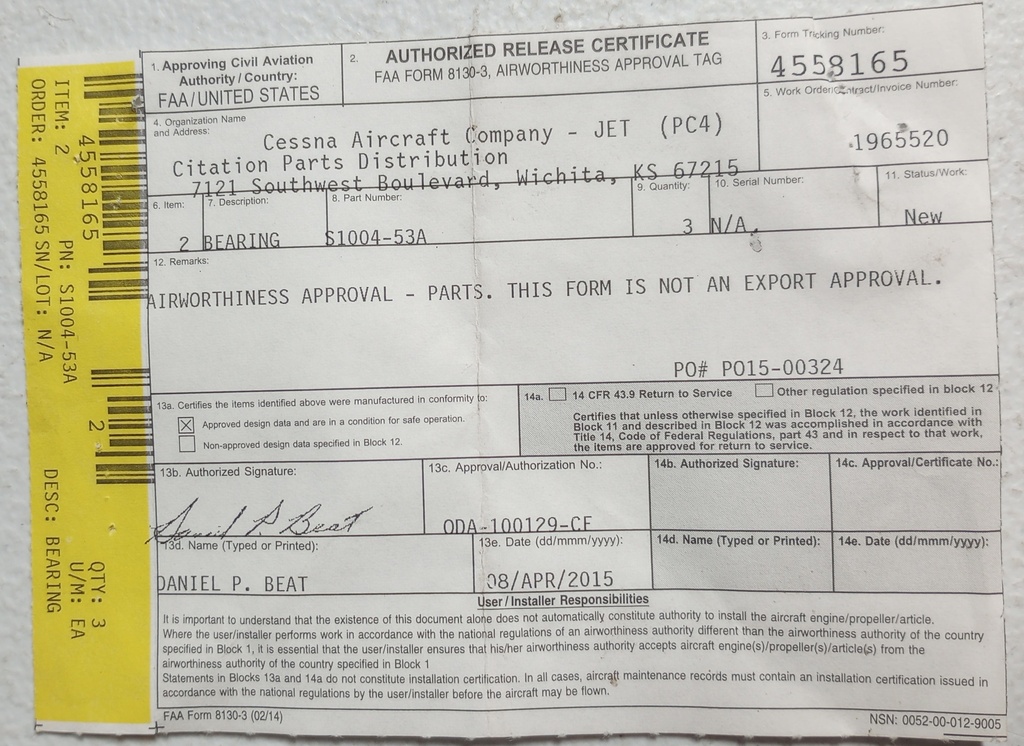 ITEM: 2
PN: S1004-53A
DESC: BEARING
ORDER: 4558165 SN/LOT: N/A
4558165
2
QTY: 3
U/M: EA
1. Approving Civil Aviation
Authority / Country:
FAA/UNITED STATES
2.
AUTHORIZED RELEASE CERTIFICATE
FAA FORM 8130-3, AIRWORTHINESS APPROVAL TAG
3. Form Tricking Number:
4558165
4. Organization Name
and Address:
Cessna Aircraft Company - JET (PC4)
Citation Parts Distribution
7121 Southwest Boulevard, Wichita, KS 67215
5. Work Order/Contract/Invoice Number:
1965520
6. Item:
2
7. Description:
BEARING
8. Part Number:
S1004-53A
9. Quantity:
3
10. Serial Number:
N/A
11. Status/Work:
New
12. Remarks:
AIRWORTHINESS APPROVAL - PARTS. THIS FORM IS NOT AN EXPORT APPROVAL.
PO# PO15-00324
13a. Certifies the items identified above were manufactured in conformity to:
Approved design data and are in a condition for safe operation.
Non-approved design data specified in Block 12.
14a. 14 CFR 43.9 Return to Service Other regulation specified in block 12
Certifies that unless otherwise specified in Block 12, the work identified in
Block 11 and described in Block 12 was accomplished in accordance with
Title 14, Code of Federal Regulations, part 43 and in respect to that work,
the items are approved for return to service.
13b. Authorized Signature:
Daniel P. Beat
13c. Approval/Authorization No.:
ODA-100129-CE
14b. Authorized Signature:
14c. Approval/Certificate No.:
13d. Name (Typed or Printed):
DANIEL P. BEAT
13e. Date (dd/mmm/yyyy):
08/APR/2015
14d. Name (Typed or Printed):
14e. Date (dd/mmm/yyyy):
User/Installer Responsibilities
It is important to understand that the existence of this document alone does not automatically constitute authority to install the aircraft engine/propeller/article.
Where the user/installer performs work in accordance with the national regulations of an airworthiness authority different than the airworthiness authority of the country
specified in Block 1, it is essential that the user/installer ensures that his/her airworthiness authority accepts aircraft engine(s)/propeller(s)/article(s) from the
airworthiness authority of the country specified in Block 1
Statements in Blocks 13a and 14a do not constitute installation certification. In all cases, aircraft maintenance records must contain an installation certification issued in
accordance with the national regulations by the user/installer before the aircraft may be flown.
FAA Form 8130-3 (02/14)
NSN: 0052-00-012-9005